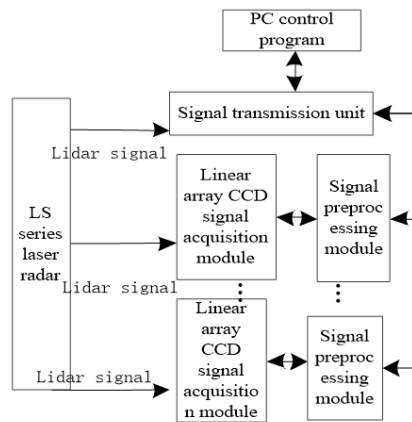 PC control
program
Signal transmission unit
Lidar signal
LS
series
laser
radar
Linear
array CCD
signal
acquisition
module
Signal
preproc
essing
module
Lidar signal
Linear
array
CCD
signal
acquisitio
n module
Signal
preproc
essing
module
Lidar signal